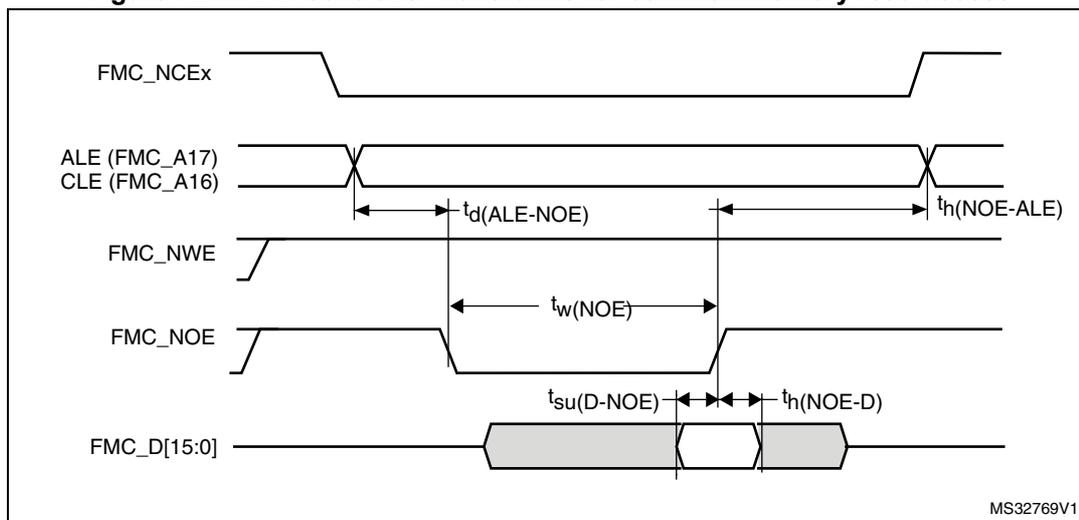 FMC_NCEx
ALE (FMC_A17)
CLE (FMC_A16)
td(ALE-NOE)
th(NOE-ALE)
FMC_NWE
tw(NOE)
FMC_NOE
tsu(D-NOE)
th(NOE-D)
FMC_D[15:0]
MS32769V1